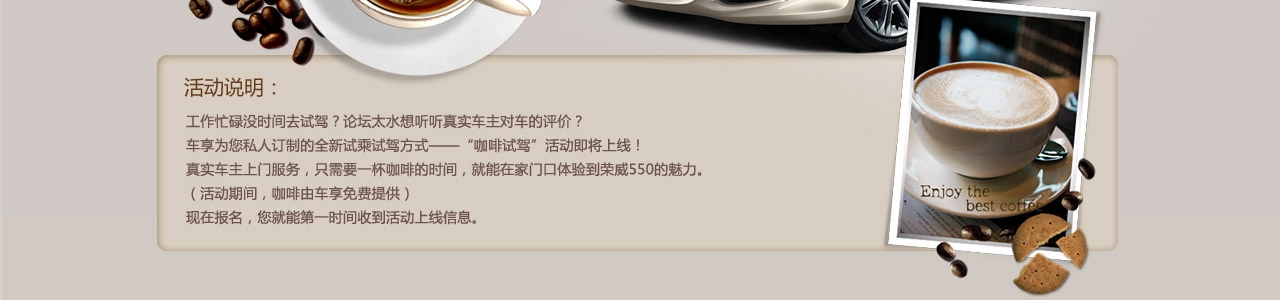 活动说明：
工作忙碌没时间去试驾？论坛太水想听听真实车主对车的评价？
车享为您私人订制的全新试乘试驾方式——“咖啡试驾”活动即将上线！
真实车主上门服务，只需要一杯咖啡的时间，就能在家门口体验到荣威550的魅力。
（活动期间，咖啡由车享免费提供）
现在报名，您就能第一时间收到活动上线信息。
Enjoy the
best coffee